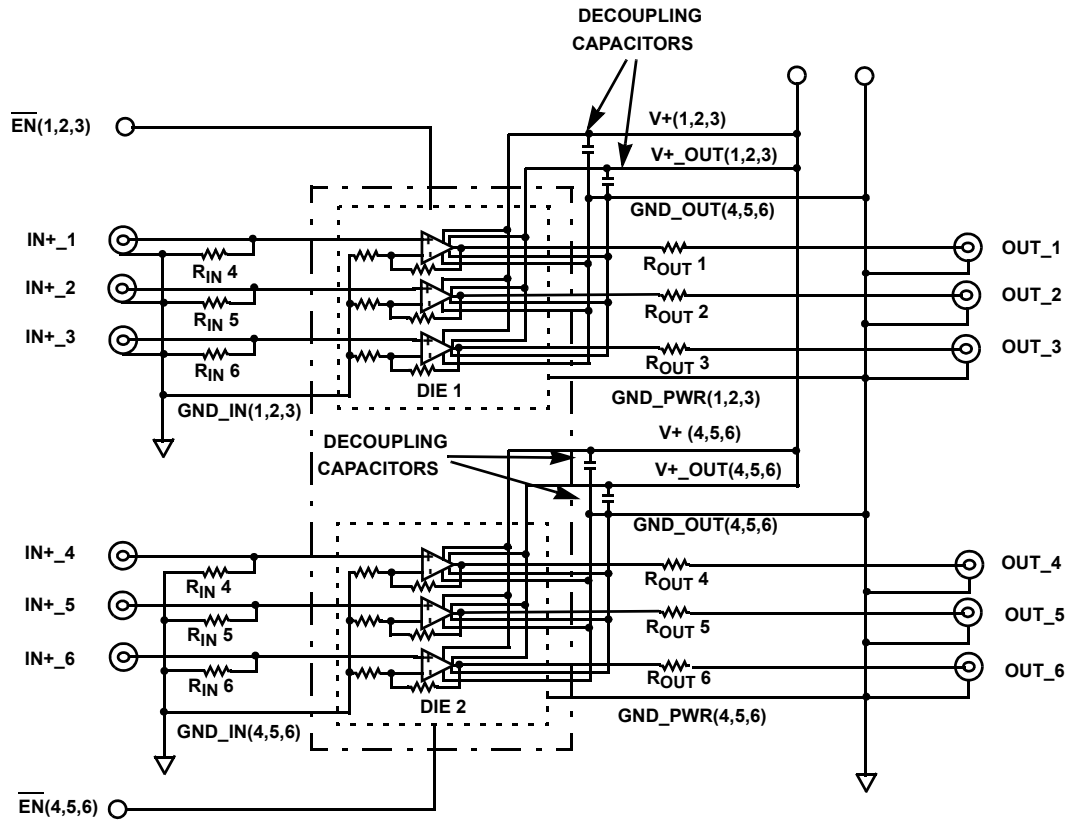 DECOUPLING
CAPACITORS
EN(1,2,3)
V+(1,2,3)
V+_OUT(1,2,3)
GND_OUT(4,5,6)
IN+_1
RIN 4
ROUT 1
OUT_1
IN+_2
RIN 5
ROUT 2
OUT_2
IN+_3
RIN 6
ROUT 3
OUT_3
DIE 1
GND_IN(1,2,3)
GND_PWR(1,2,3)
DECOUPLING
CAPACITORS
V+ (4,5,6)
V+_OUT(4,5,6)
GND_OUT(4,5,6)
IN+_4
RIN 4
ROUT 4
OUT_4
IN+_5
RIN 5
ROUT 5
OUT_5
IN+_6
RIN 6
ROUT 6
OUT_6
DIE 2
GND_IN(4,5,6)
GND_PWR(4,5,6)
EN(4,5,6)